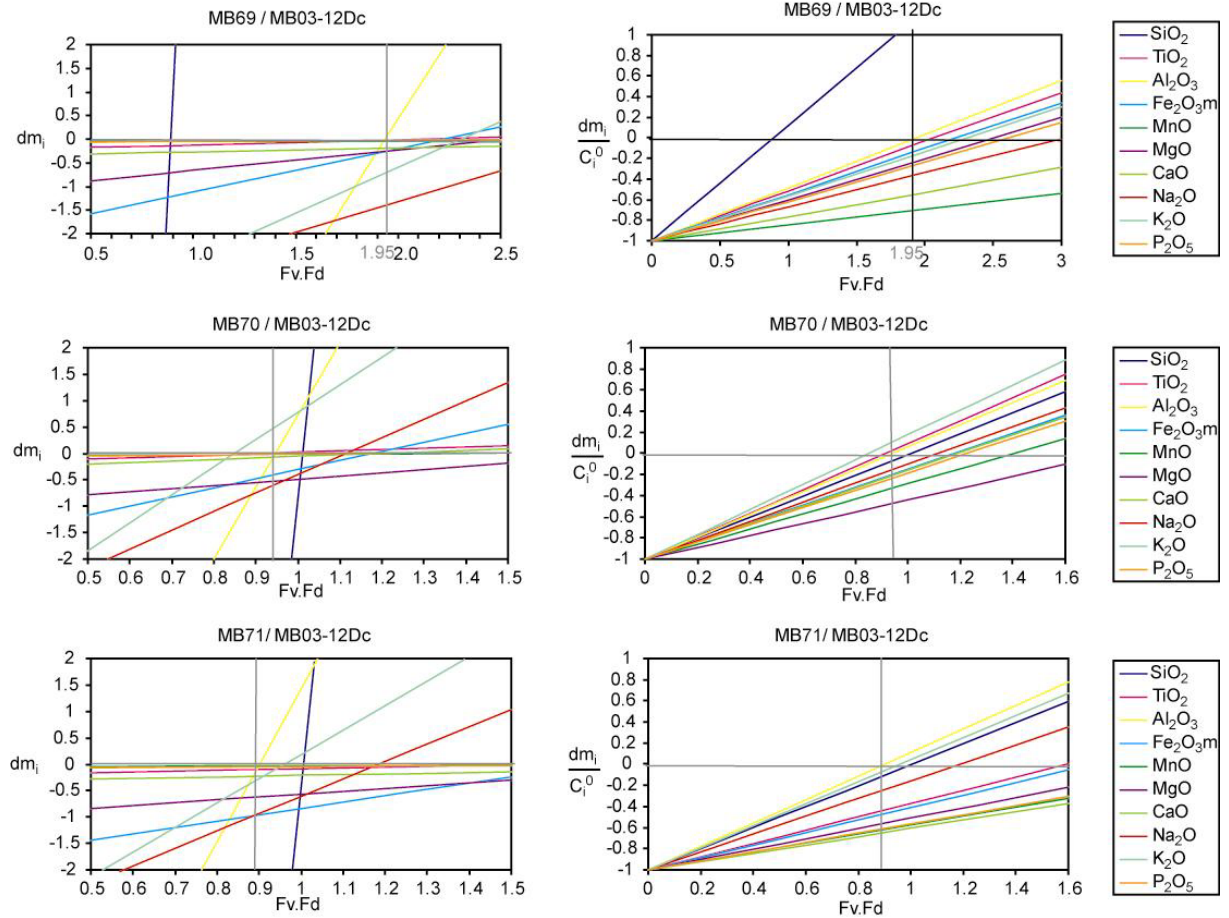 MB69 / MB03-12Dc
2
1.5
1
0.5
0
-0.5
-1
-1.5
-2
dmᵢ
0.5 1.0 1.5 1.95 2.0 2.5
Fv.Fd
MB69 / MB03-12Dc
1
0.8
0.6
0.4
0.2
0
-0.2
-0.4
-0.6
-0.8
-1
dmᵢ
Cᵢ⁰
0 0.5 1 1.5 1.95 2 2.5 3
Fv.Fd
SiO₂
TiO₂
Al₂O₃
Fe₂O₃m
MnO
MgO
CaO
Na₂O
K₂O
P₂O₅
MB70 / MB03-12Dc
2
1.5
1
0.5
0
-0.5
-1
-1.5
-2
dmᵢ
0.5 0.6 0.7 0.8 0.9 1.0 1.1 1.2 1.3 1.4 1.5
Fv.Fd
MB70 / MB03-12Dc
1
0.8
0.6
0.4
0.2
0
-0.2
-0.4
-0.6
-0.8
-1
dmᵢ
Cᵢ⁰
0 0.2 0.4 0.6 0.8 1 1.2 1.4 1.6
Fv.Fd
SiO₂
TiO₂
Al₂O₃
Fe₂O₃m
MnO
MgO
CaO
Na₂O
K₂O
P₂O₅
MB71/ MB03-12Dc
2
1.5
1
0.5
0
-0.5
-1
-1.5
-2
dmᵢ
0.5 0.6 0.7 0.8 0.9 1.0 1.1 1.2 1.3 1.4 1.5
Fv.Fd
MB71/ MB03-12Dc
1
0.8
0.6
0.4
0.2
0
-0.2
-0.4
-0.6
-0.8
-1
dmᵢ
Cᵢ⁰
0 0.2 0.4 0.6 0.8 1 1.2 1.4 1.6
Fv.Fd
SiO₂
TiO₂
Al₂O₃
Fe₂O₃m
MnO
MgO
CaO
Na₂O
K₂O
P₂O₅